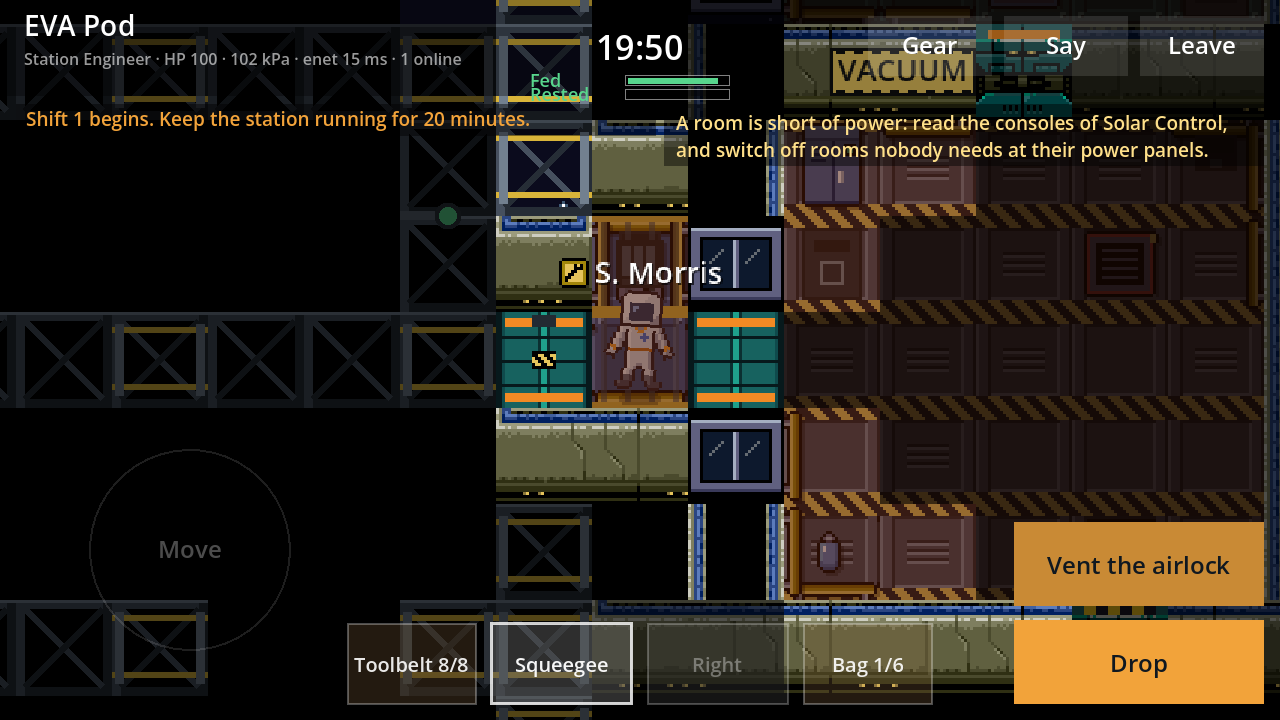 EVA Pod
Station Engineer · HP 100 · 102 kPa · enet 15 ms · 1 online
19:50
Fed
Rested
Gear
Say
Leave
VACUUM
Shift 1 begins. Keep the station running for 20 minutes.
A room is short of power: read the consoles of Solar Control,
and switch off rooms nobody needs at their power panels.
S. Morris
Move
Vent the airlock
Toolbelt 8/8
Squeegee
Right
Bag 1/6
Drop